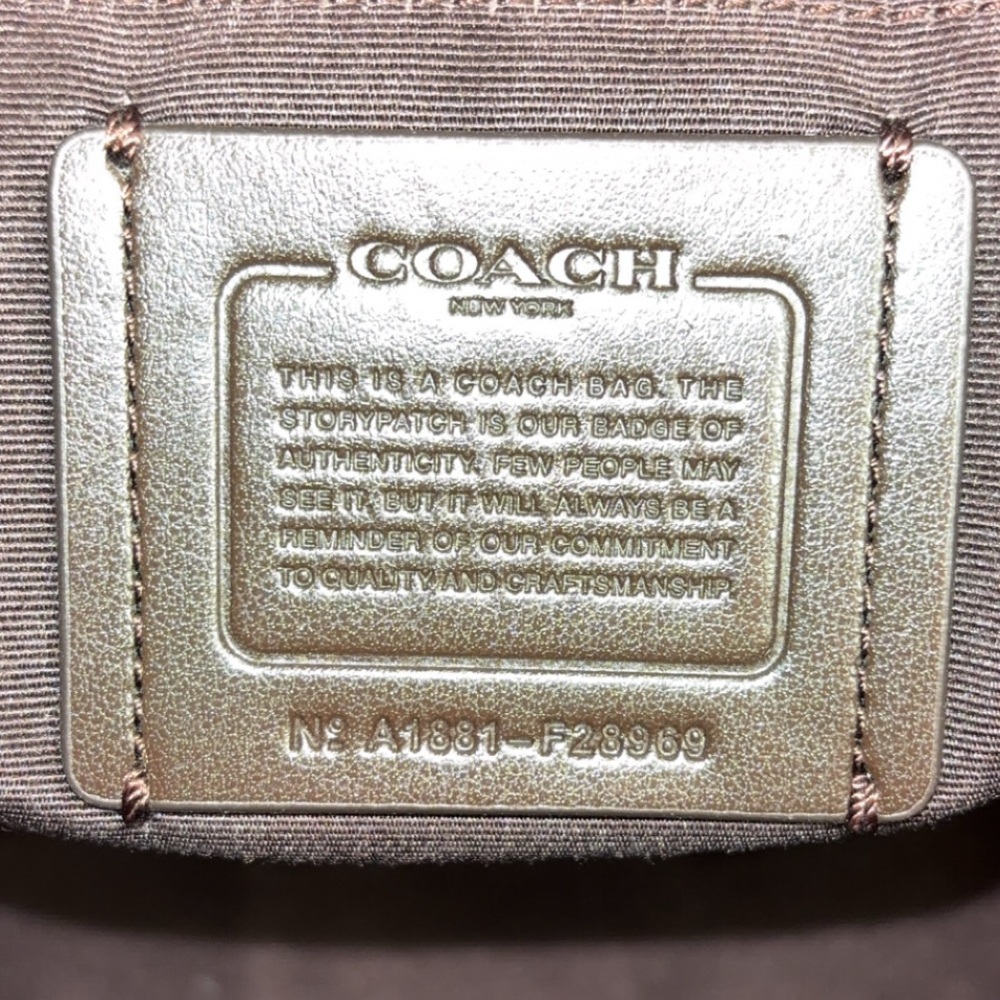 COACH
NEW YORK
THIS IS A COACH BAG. THE
STORYPATCH IS OUR BADGE OF
AUTHENTICITY. FEW PEOPLE MAY
SEE IT, BUT IT WILL ALWAYS BE A
REMINDER OF OUR COMMITMENT
TO QUALITY AND CRAFTSMANSHIP.
Nº A1881-F28969